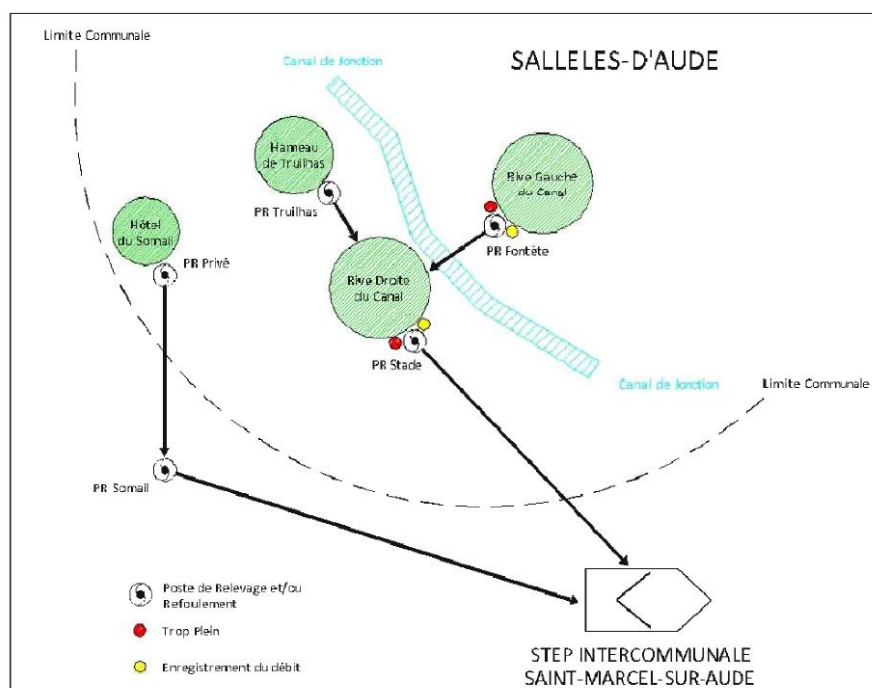 Limite Communale
SALLELES-D'AUDE
Canal de Jonction
Hameau
de Truilhas
Rive Gauche
du Canal
PR Truilhas
Hôtel
du Somail
PR Privé
PR Fontète
Rive Droite
du Canal
PR Stade
Canal de Jonction
Limite Communale
PR Somail
Poste de Relevage et/ou
Refoulement
Trop Plein
Enregistrement du débit
STEP INTERCOMMUNALE
SAINT-MARCEL-SUR-AUDE